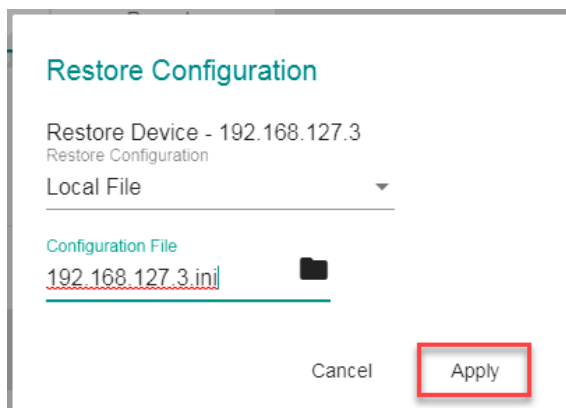 Restore Configuration
Restore Device - 192.168.127.3
Restore Configuration
Local File
Configuration File
192.168.127.3.ini
Cancel Apply